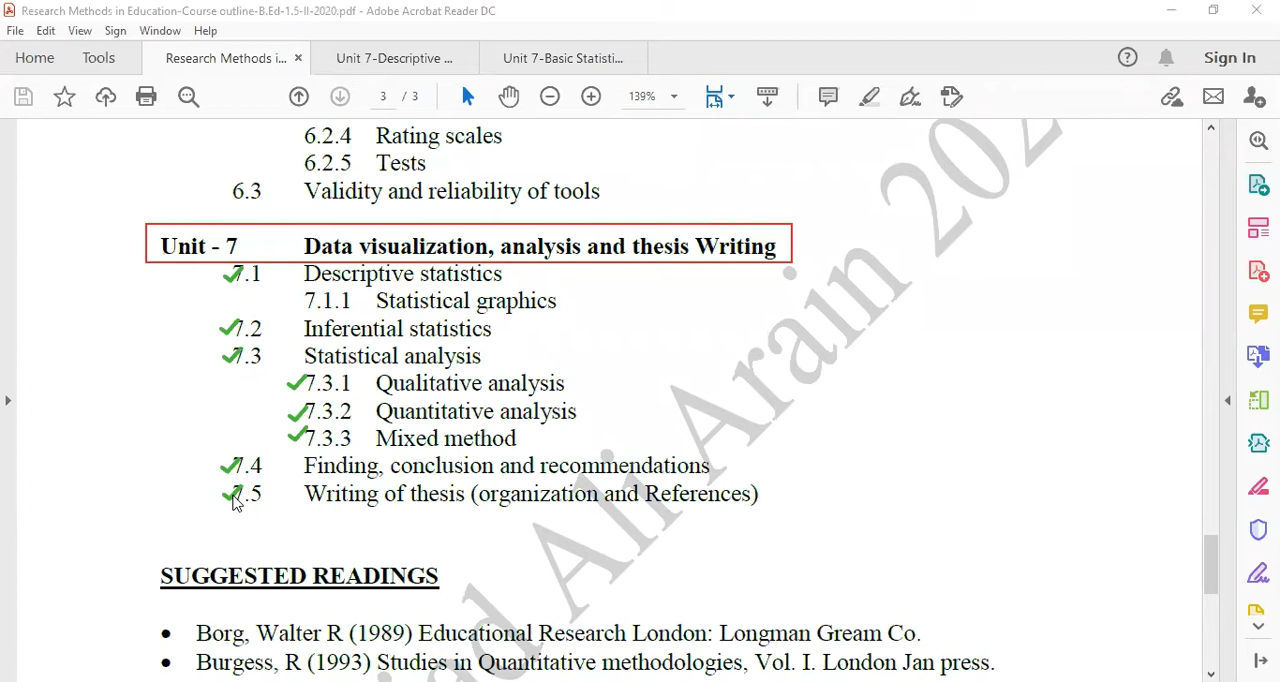 Research Methods in Education-Course outline-B.Ed-1.5-II-2020.pdf - Adobe Acrobat Reader DC
File Edit View Sign Window Help
Home Tools Research Methods i... × Unit 7-Descriptive ... Unit 7-Basic Statisti... Sign In
3 / 3 139%
6.2.4 Rating scales
6.2.5 Tests
6.3 Validity and reliability of tools
Unit - 7 Data visualization, analysis and thesis Writing
7.1 Descriptive statistics
7.1.1 Statistical graphics
7.2 Inferential statistics
7.3 Statistical analysis
7.3.1 Qualitative analysis
7.3.2 Quantitative analysis
7.3.3 Mixed method
7.4 Finding, conclusion and recommendations
7.5 Writing of thesis (organization and References)
SUGGESTED READINGS
• Borg, Walter R (1989) Educational Research London: Longman Gream Co.
• Burgess, R (1993) Studies in Quantitative methodologies, Vol. I. London Jan press.
Ali Arain